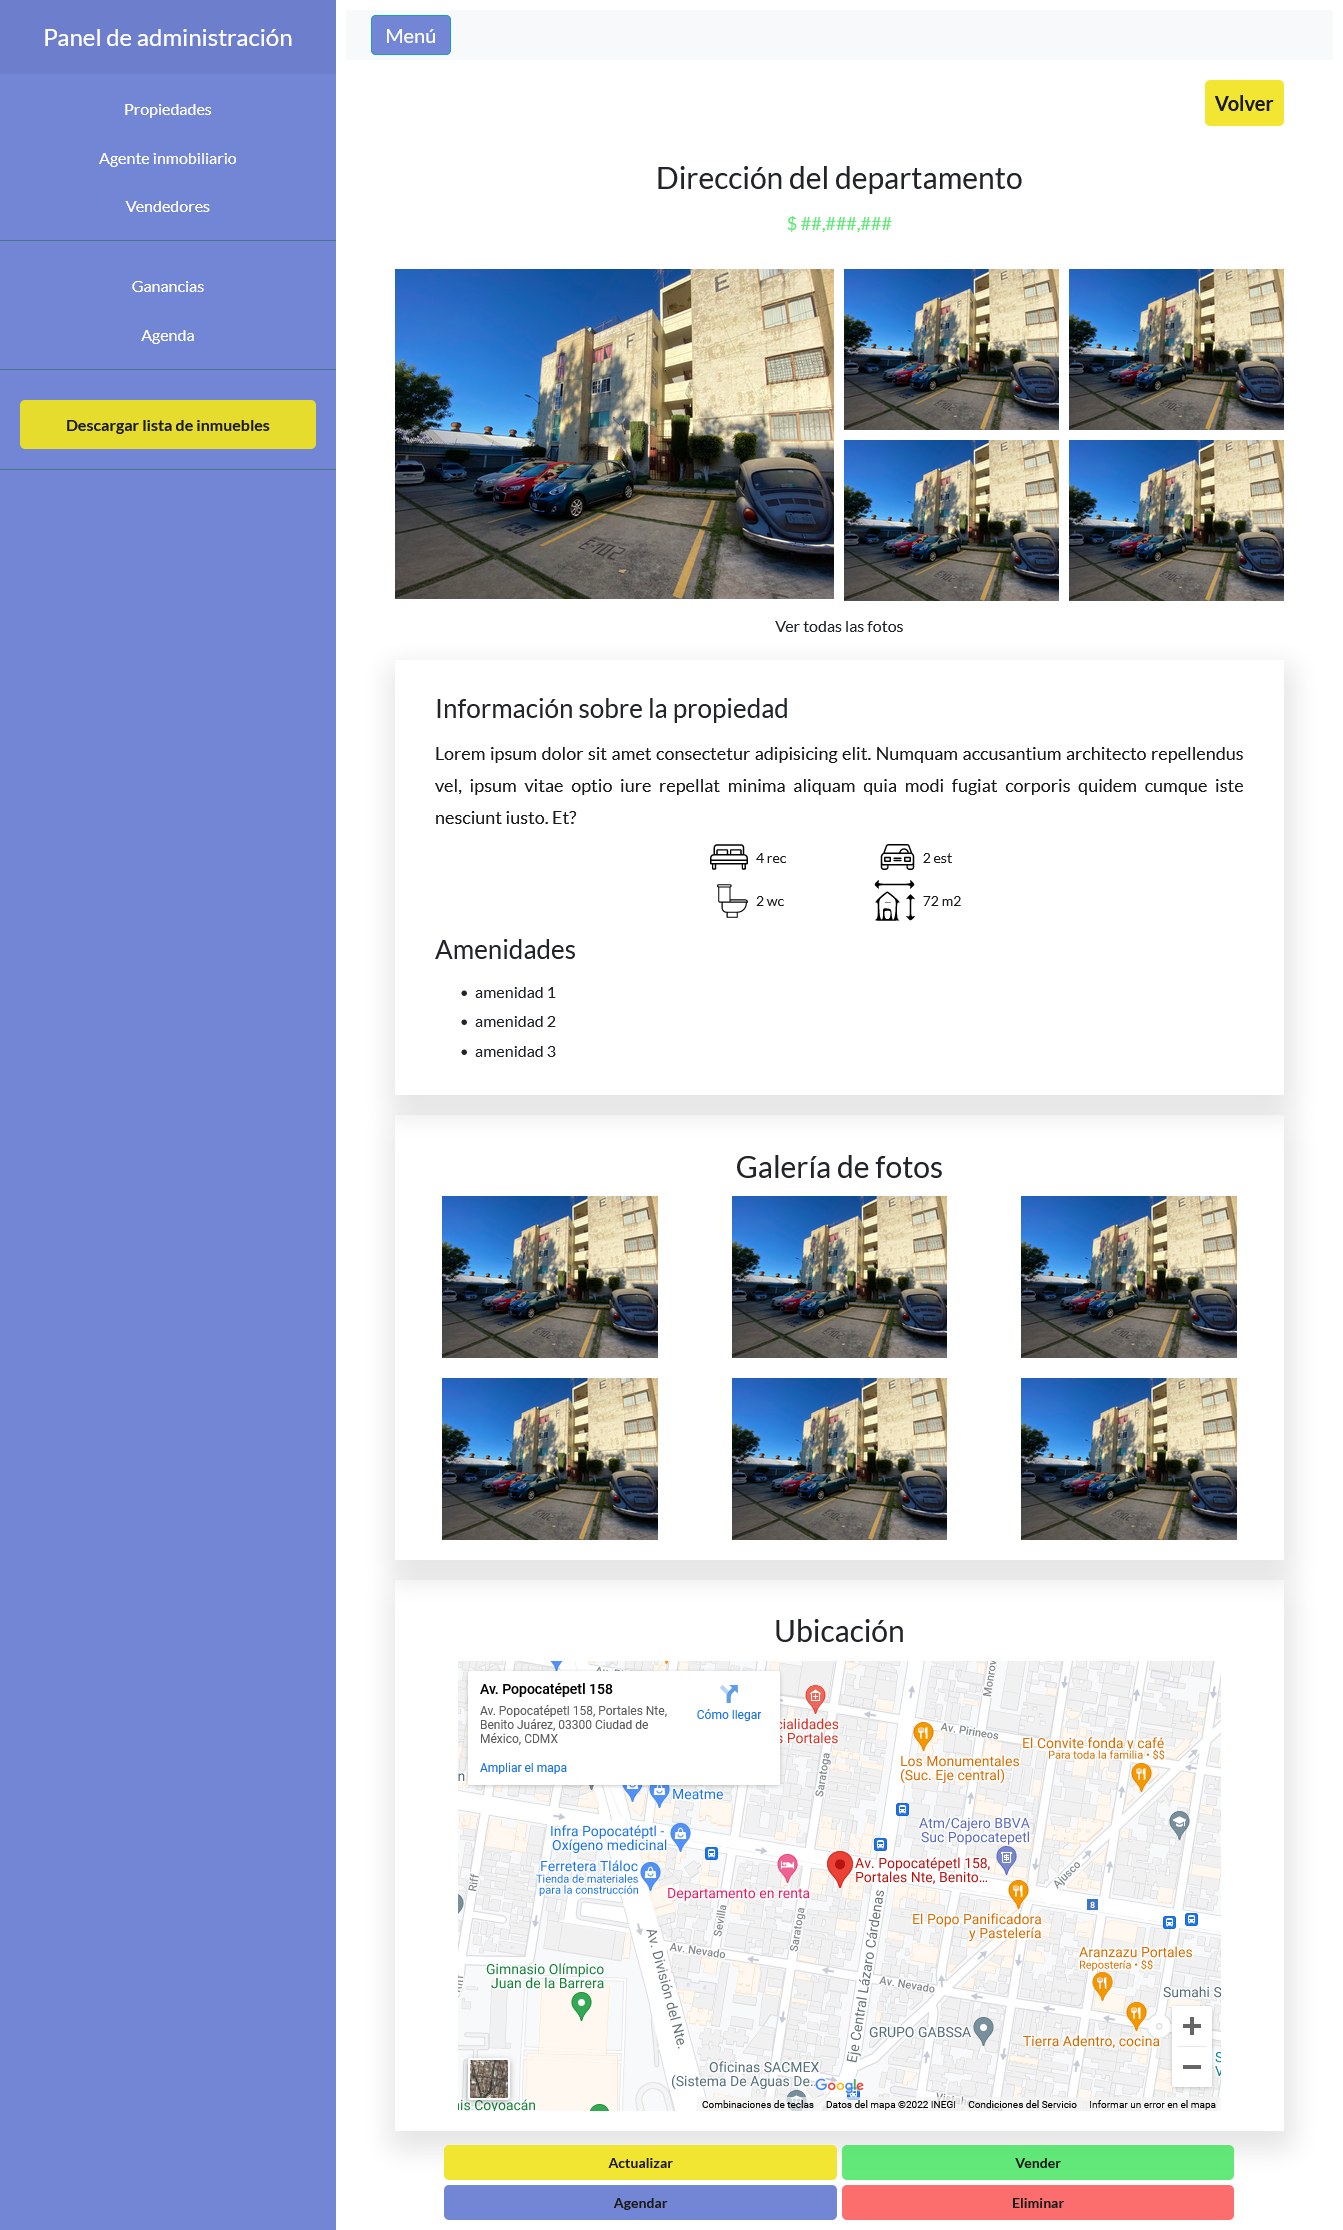 Panel de administración
Propiedades
Agente inmobiliario
Vendedores
Ganancias
Agenda
Descargar lista de inmuebles
Menú
Volver
Dirección del departamento
$ ##,###,###
Ver todas las fotos
Información sobre la propiedad
Lorem ipsum dolor sit amet consectetur adipisicing elit. Numquam accusantium architecto repellendus
vel, ipsum vitae optio iure repellat minima aliquam quia modi fugiat corporis quidem cumque iste
nesciunt iusto. Et?
4 rec
2 est
2 wc
72 m2
Amenidades
• amenidad 1
• amenidad 2
• amenidad 3
Galería de fotos
Ubicación
Av. Popocatépetl 158
Av. Popocatépetl 158, Portales Nte,
Benito Juárez, 03300 Ciudad de
México, CDMX
Cómo llegar
Ampliar el mapa
cialidades
s Portales
Monrov
Av. Pirineos
Saratoga
Los Monumentales
(Suc. Eje central)
El Convite fonda y café
Para toda la familia • $$
Meatme
Infra Popocatéptl -
Oxígeno medicinal
Atm/Cajero BBVA
Suc Popocatepetl
Ferretera Tláloc
Tienda de materiales
para la construcción
Departamento en renta
Av. Popocatépetl 158,
Portales Nte, Benito...
Riff
Sevilla
Saratoga
Ajusco
8
El Popo Panificadora
y Pastelería
Av. División del Nte.
Av. Nevado
Eje Central Lázaro Cárdenas
Av. Nevado
Aranzazu Portales
Repostería • $$
Gimnasio Olímpico
Juan de la Barrera
Sumahi S
GRUPO GABSSA
Tierra Adentro, cocina
Oficinas SACMEX
(Sistema De Aguas De...
Google
Coyoacán
Combinaciones de teclas
Datos del mapa ©2022 INEGI
Condiciones del Servicio
Informar un error en el mapa
Actualizar
Vender
Agendar
Eliminar